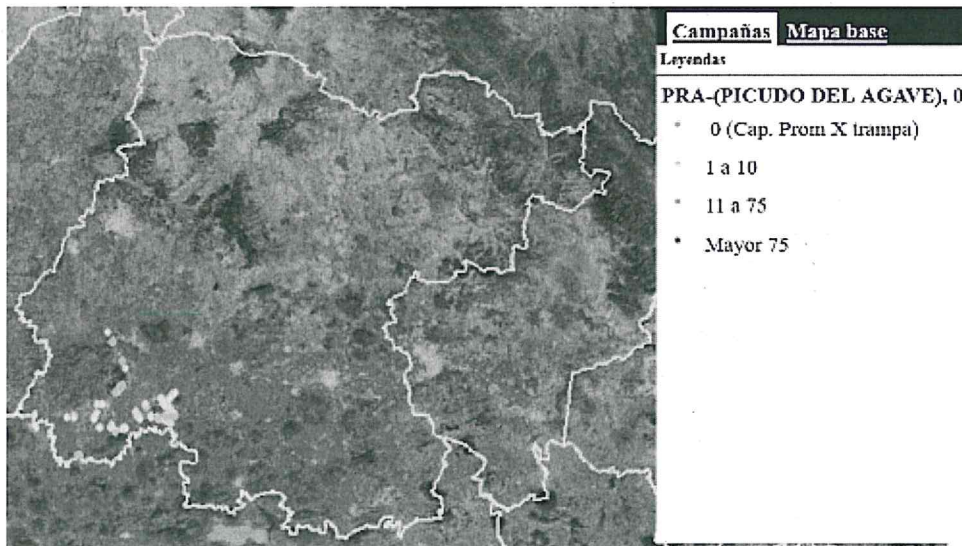 Campañas Mapa base
Leyendas
PRA-(PICUDO DEL AGAVE), 0
0 (Cap. Prom X trampa)
1 a 10
11 a 75
Mayor 75